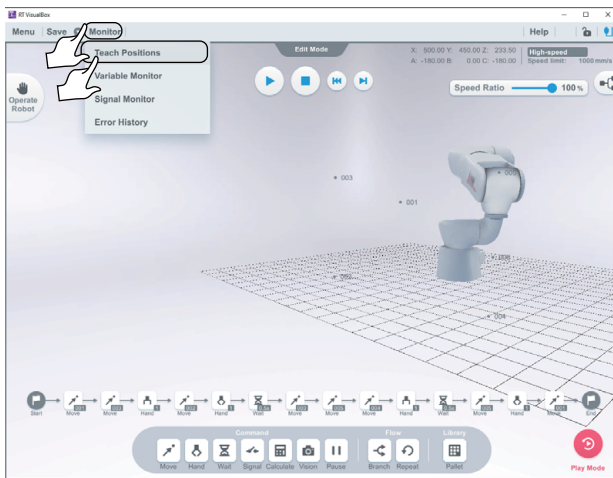 RT VisualBox
Menu Save Monitor Help
Teach Positions
Variable Monitor
Signal Monitor
Error History
Edit Mode
X: 500.00 Y: 450.00 Z: 233.50
A: -180.00 B: 0.00 C: -180.00
High-speed
Speed limit: 1000 mm/s
Operate
Robot
Speed Ratio 100 %
003
001
002
004
Start Move Move Hand Move Hand Wait Move Move Move Hand Wait Move Hand Move End
Command Flow Library
Move Hand Wait Signal Calculate Vision Pause Branch Repeat Pallet
Play Mode